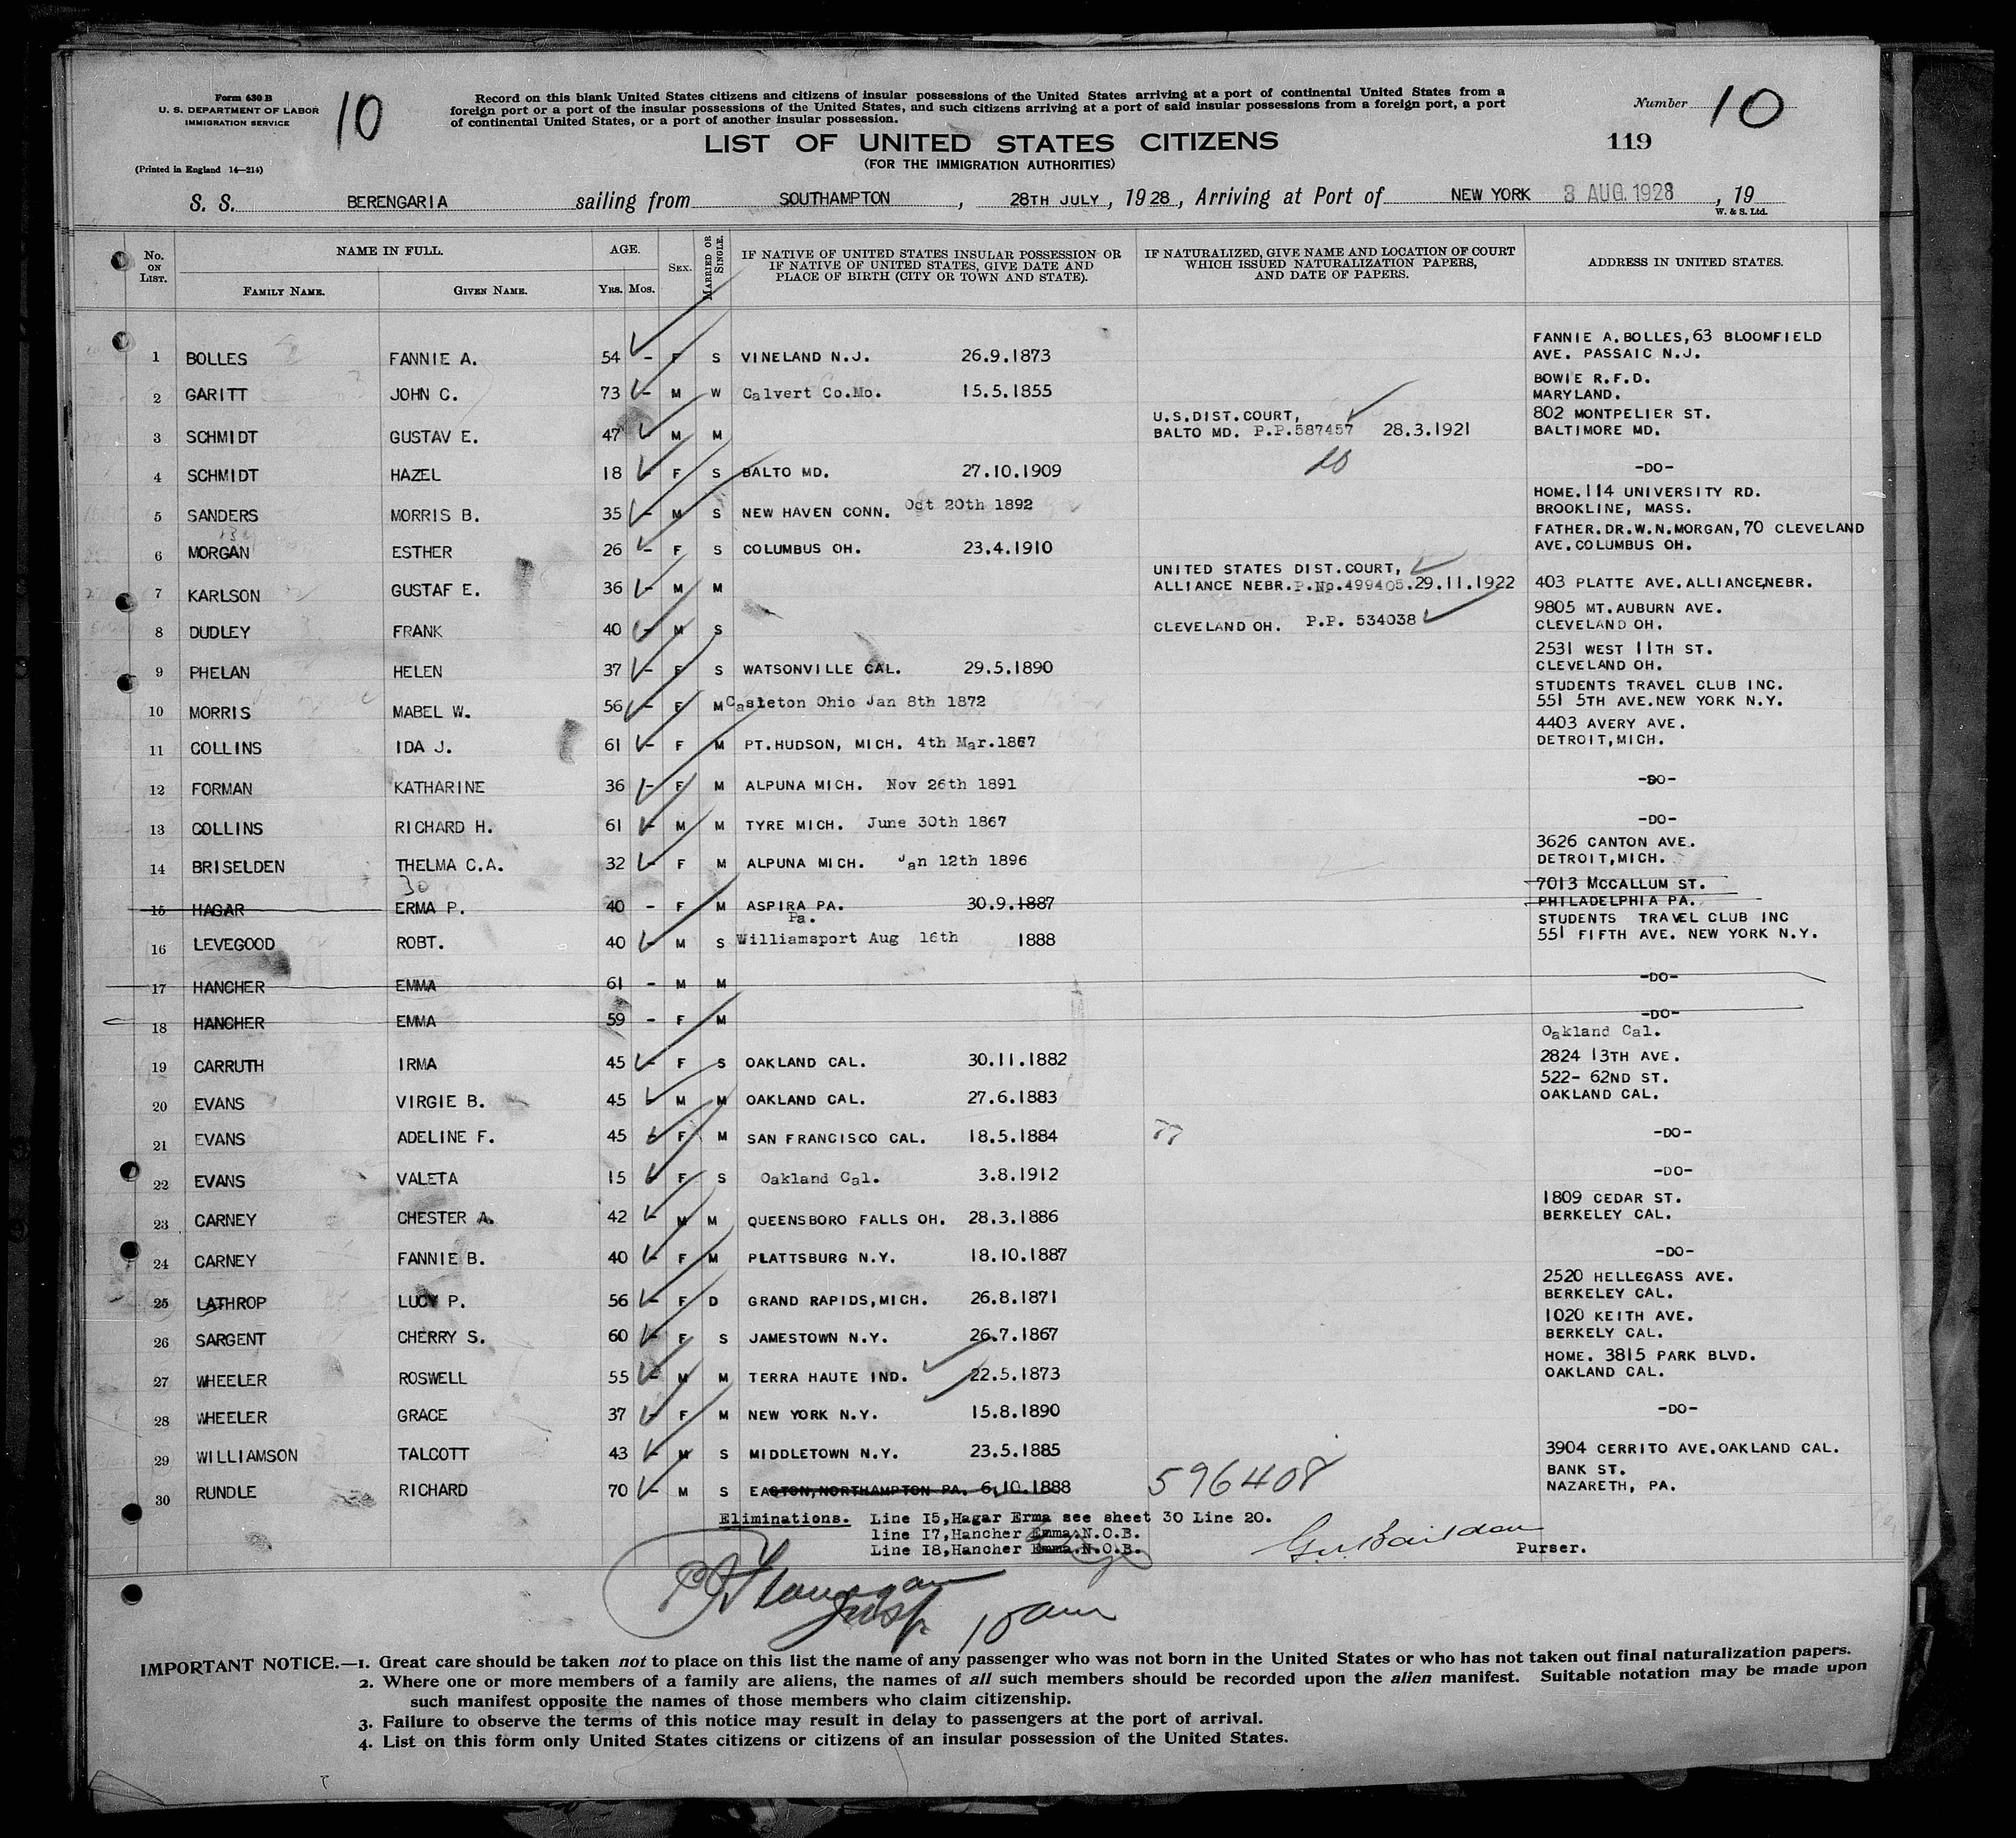 Form 630 B
U. S. DEPARTMENT OF LABOR
IMMIGRATION SERVICE
10
Record on this blank United States citizens and citizens of insular possessions of the United States arriving at a port of continental United States from a
foreign port or a port of the insular possessions of the United States, and such citizens arriving at a port of said insular possessions from a foreign port, a port
of continental United States, or a port of another insular possession.
Number 10
LIST OF UNITED STATES CITIZENS
119
(FOR THE IMMIGRATION AUTHORITIES)
(Printed in England 14—214)
S. S. BERENGARIA sailing from SOUTHAMPTON , 28TH JULY , 1928 , Arriving at Port of NEW YORK 3 AUG. 1928 , 19
W. & S. Ltd.
No. ON LIST.
NAME IN FULL.
FAMILY NAME. GIVEN NAME.
AGE.
YRS. MOS.
SEX.
MARRIED OR SINGLE.
IF NATIVE OF UNITED STATES INSULAR POSSESSION OR
IF NATIVE OF UNITED STATES, GIVE DATE AND
PLACE OF BIRTH (CITY OR TOWN AND STATE).
IF NATURALIZED, GIVE NAME AND LOCATION OF COURT
WHICH ISSUED NATURALIZATION PAPERS,
AND DATE OF PAPERS.
ADDRESS IN UNITED STATES.
1 BOLLES FANNIE A. 54 - F S VINELAND N.J. 26.9.1873 FANNIE A. BOLLES, 63 BLOOMFIELD
AVE. PASSAIC N.J.
2 GARITT JOHN C. 73 - M W Calvert Co.Mo. 15.5.1855 BOWIE R.F.D.
MARYLAND.
3 SCHMIDT GUSTAV E. 47 - M M U.S.DIST.COURT,
BALTO MD. P.P.587457 28.3.1921 802 MONTPELIER ST.
BALTIMORE MD.
4 SCHMIDT HAZEL 18 - F S BALTO MD. 27.10.1909 -DO-
5 SANDERS MORRIS B. 35 - M S NEW HAVEN CONN. Oct 20th 1892 HOME.114 UNIVERSITY RD.
BROOKLINE, MASS.
6 MORGAN ESTHER 26 - F S COLUMBUS OH. 23.4.1910 FATHER.DR.W.N.MORGAN, 70 CLEVELAND
AVE.COLUMBUS OH.
7 KARLSON GUSTAF E. 36 - M M UNITED STATES DIST.COURT,
ALLIANCE NEBR.P.No.499405.29.11.1922 403 PLATTE AVE.ALLIANCE,NEBR.
8 DUDLEY FRANK 40 - M S CLEVELAND OH. P.P. 534038 9805 MT.AUBURN AVE.
CLEVELAND OH.
9 PHELAN HELEN 37 - F S WATSONVILLE CAL. 29.5.1890 2531 WEST 11TH ST.
CLEVELAND OH.
10 MORRIS MABEL W. 56 - F M Casleton Ohio Jan 8th 1872 STUDENTS TRAVEL CLUB INC.
551 5TH AVE.NEW YORK N.Y.
11 COLLINS IDA J. 61 - F M PT.HUDSON, MICH. 4th Mar.1867 4403 AVERY AVE.
DETROIT,MICH.
12 FORMAN KATHARINE 36 - F M ALPUNA MICH. Nov 26th 1891 -DO-
13 COLLINS RICHARD H. 61 - M M TYRE MICH. June 30th 1867 -DO-
14 BRISELDEN THELMA C.A. 32 - F M ALPUNA MICH. Jan 12th 1896 3626 CANTON AVE.
DETROIT,MICH.
30
15 HAGAR ERMA P. 40 - F M ASPIRA PA. 30.9.1887 7013 MCCALLUM ST.
PHILADELPHIA PA.
16 LEVEGOOD ROBT. 40 - M S Williamsport Pa. Aug 16th 1888 STUDENTS TRAVEL CLUB INC
551 FIFTH AVE. NEW YORK N.Y.
17 HANCHER EMMA 61 - M M -DO-
18 HANCHER EMMA 59 - F M -DO-
19 CARRUTH IRMA 45 - F S OAKLAND CAL. 30.11.1882 Oakland Cal.
2824 13TH AVE.
20 EVANS VIRGIE B. 45 M M OAKLAND CAL. 27.6.1883 522- 62ND ST.
OAKLAND CAL.
21 EVANS ADELINE F. 45 - F M SAN FRANCISCO CAL. 18.5.1884 77 -DO-
22 EVANS VALETA 15 F S Oakland Cal. 3.8.1912 -DO-
23 CARNEY CHESTER A. 42 - M M QUEENSBORO FALLS OH. 28.3.1886 1809 CEDAR ST.
BERKELEY CAL.
24 CARNEY FANNIE B. 40 - F M PLATTSBURG N.Y. 18.10.1887 -DO-
25 LATHROP LUCY P. 56 - F D GRAND RAPIDS,MICH. 26.8.1871 2520 HELLEGASS AVE.
BERKELEY CAL.
26 SARGENT CHERRY S. 60 - F S JAMESTOWN N.Y. 26.7.1867 1020 KEITH AVE.
BERKELY CAL.
27 WHEELER ROSWELL 55 - M M TERRA HAUTE IND. 22.5.1873 HOME. 3815 PARK BLVD.
OAKLAND CAL.
28 WHEELER GRACE 37 - F M NEW YORK N.Y. 15.8.1890 -DO-
29 WILLIAMSON TALCOTT 43 - M S MIDDLETOWN N.Y. 23.5.1885 3904 CERRITO AVE.OAKLAND CAL.
30 RUNDLE RICHARD 70 - M S EASTON,NORTHAMPTON PA. 6.10.1888 596408 BANK ST.
NAZARETH, PA.
Eliminations. Line I5,Hagar Erma see sheet 30 Line 20.
line I7,Hancher Emma.N.O.B.
Line I8,Hancher Emma.N.O.B.
Purser.
Insp. 10 am
IMPORTANT NOTICE.—1. Great care should be taken not to place on this list the name of any passenger who was not born in the United States or who has not taken out final naturalization papers.
2. Where one or more members of a family are aliens, the names of all such members should be recorded upon the alien manifest. Suitable notation may be made upon
such manifest opposite the names of those members who claim citizenship.
3. Failure to observe the terms of this notice may result in delay to passengers at the port of arrival.
4. List on this form only United States citizens or citizens of an insular possession of the United States.